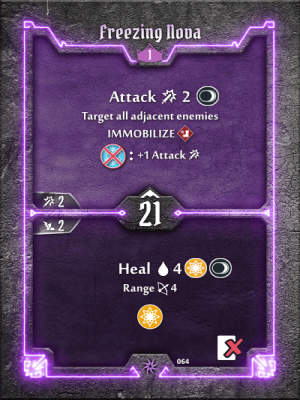 Freezing Nova
1
Attack 2
Target all adjacent enemies
IMMOBILIZE
: +1 Attack
2
21
2
Heal 4
Range 4
064